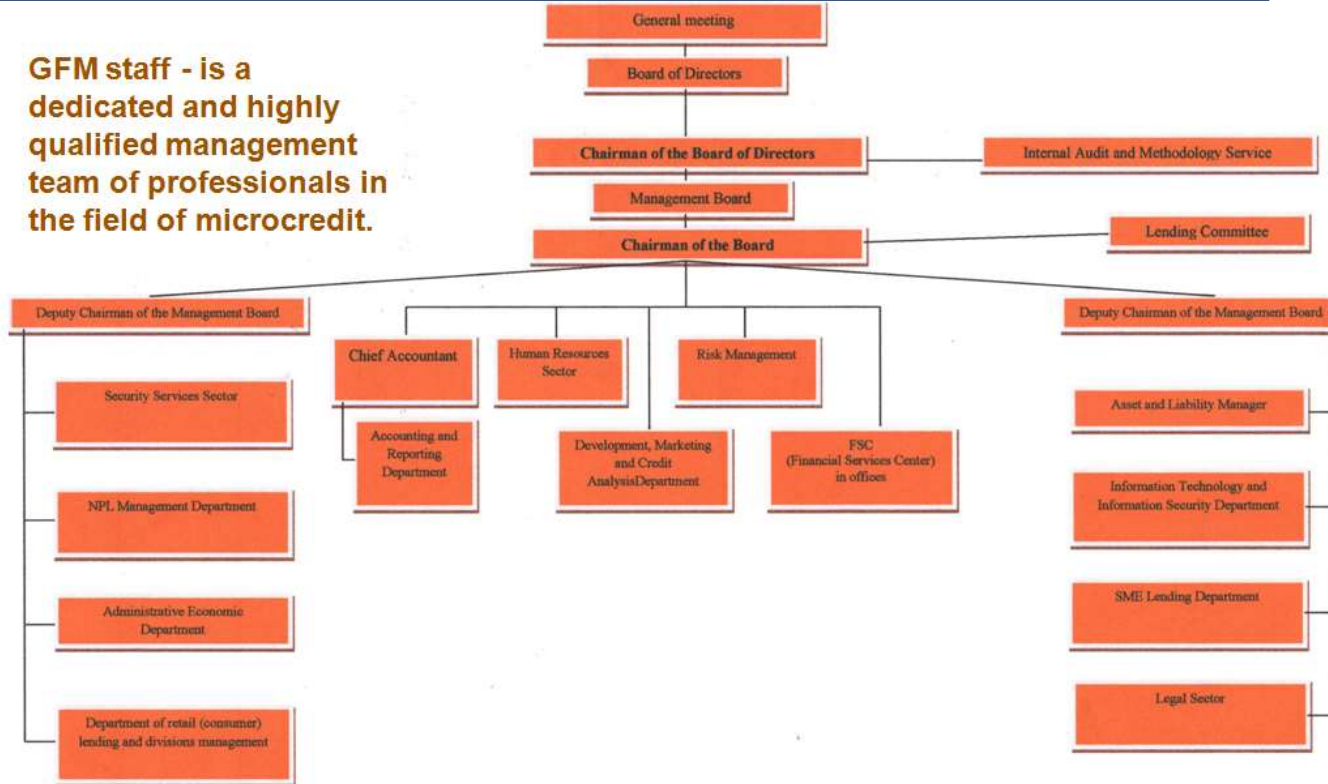 GFM staff - is a
dedicated and highly
qualified management
team of professionals in
the field of microcredit.
General meeting
Board of Directors
Chairman of the Board of Directors
Internal Audit and Methodology Service
Management Board
Chairman of the Board
Lending Committee
Deputy Chairman of the Management Board
Deputy Chairman of the Management Board
Chief Accountant
Human Resources
Sector
Risk Management
Security Services Sector
Asset and Liability Manager
Accounting and
Reporting
Department
Development, Marketing
and Credit
AnalysisDepartment
FSC
(Financial Services Center)
in offices
NPL Management Department
Information Technology and
Information Security Department
Administrative Economic
Department
SME Lending Department
Department of retail (consumer)
lending and divisions management
Legal Sector